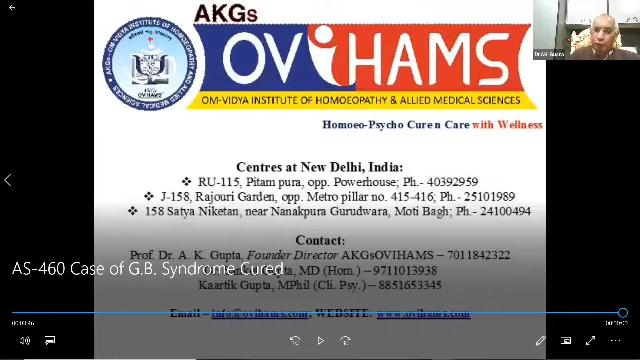 AKGs
OVIHAMS
OM-VIDYA INSTITUTE OF HOMOEOPATHY & ALLIED MEDICAL SCIENCES
Dr AK Gupta
Homoeo-Psycho Cure n Care with Wellness
Centres at New Delhi, India:
❖ RU-115, Pitam pura, opp. Powerhouse; Ph.- 40392959
❖ J-158, Rajouri Garden, opp. Metro pillar no. 415-416; Ph.- 25101989
❖ 158 Satya Niketan, near Nanakpura Gurudwara, Moti Bagh; Ph.- 24100494
Contact:
Prof. Dr. A. K. Gupta, Founder Director AKGsOVIHAMS – 7011842322
AS-460 Case of G.B. Syndrome Cured
Gupta, MD (Hom.) – 9711013938
Kaartik Gupta, MPhil (Cli. Psy.) – 8851653345
Email – info@ovihams.com; WEBSITE: www.ovihams.com